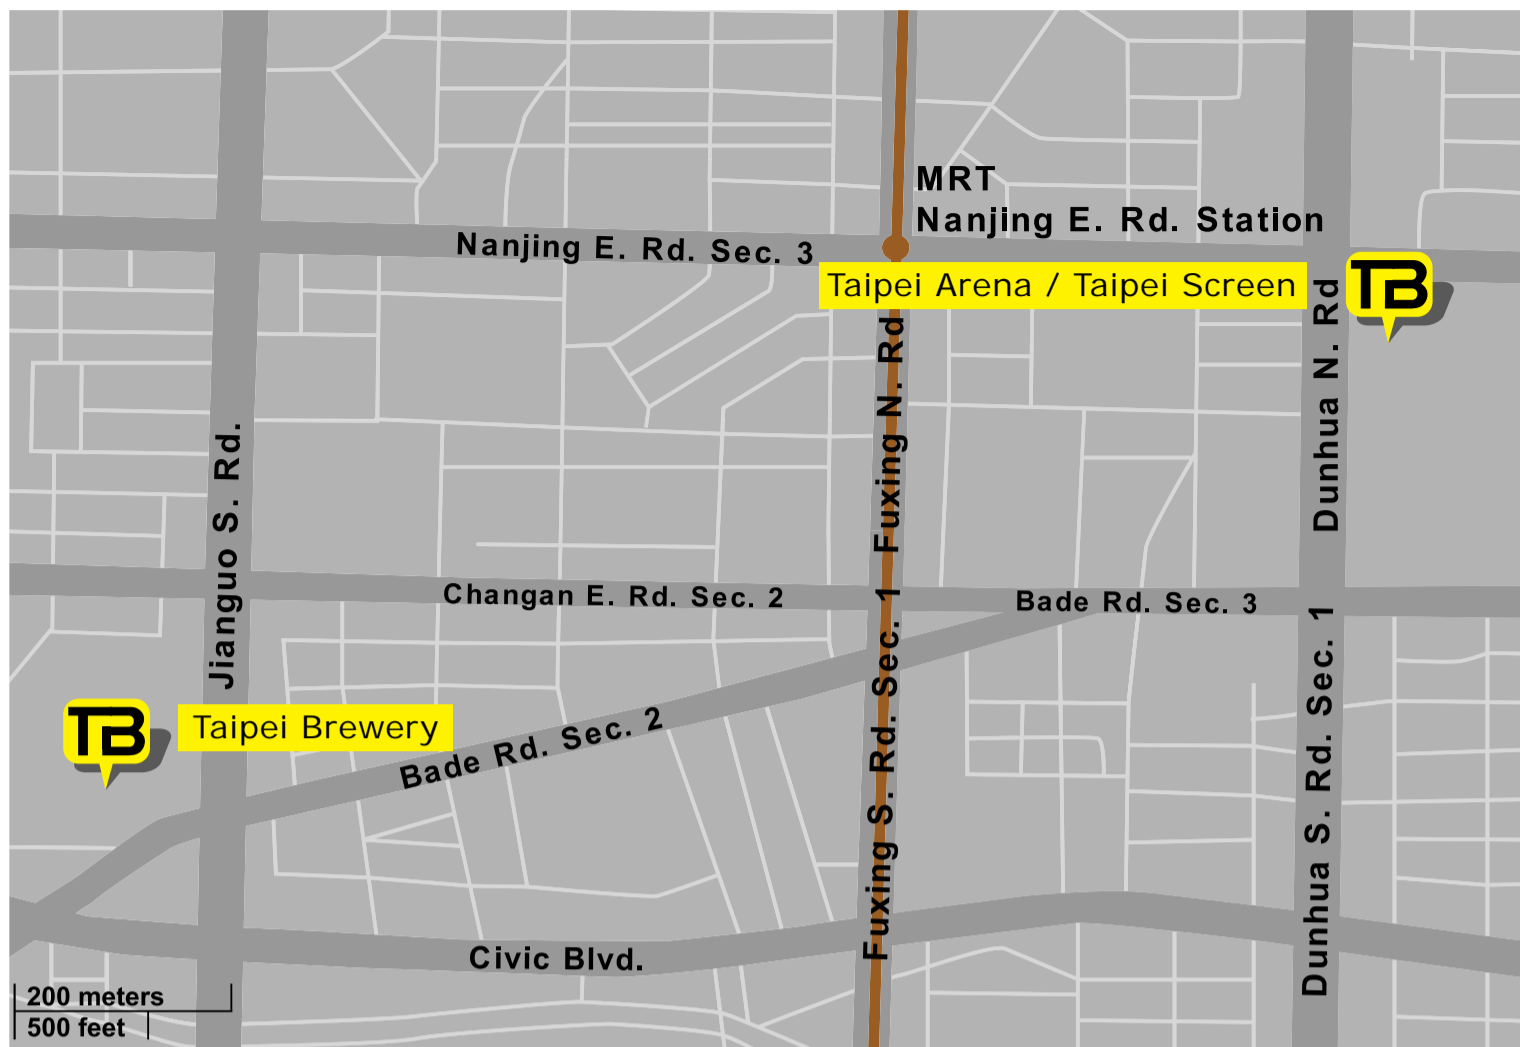 MRT
Nanjing E. Rd. Station
Nanjing E. Rd. Sec. 3
Taipei Arena / Taipei Screen
TB
Fuxing N. Rd
Dunhua N. Rd
Jianguo S. Rd.
Changan E. Rd. Sec. 2
Bade Rd. Sec. 3
Fuxing S. Rd. Sec. 1
Dunhua S. Rd. Sec. 1
TB
Taipei Brewery
Bade Rd. Sec. 2
Civic Blvd.
200 meters
500 feet